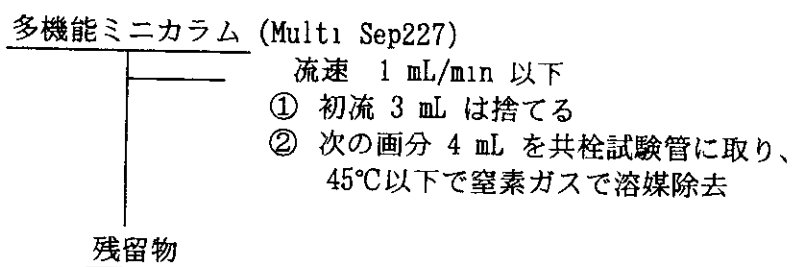 多機能ミニカラム (Multi Sep227)
流速 1 mL/min 以下
① 初流 3 mL は捨てる
② 次の画分 4 mL を共栓試験管に取り、
45℃以下で窒素ガスで溶媒除去
残留物